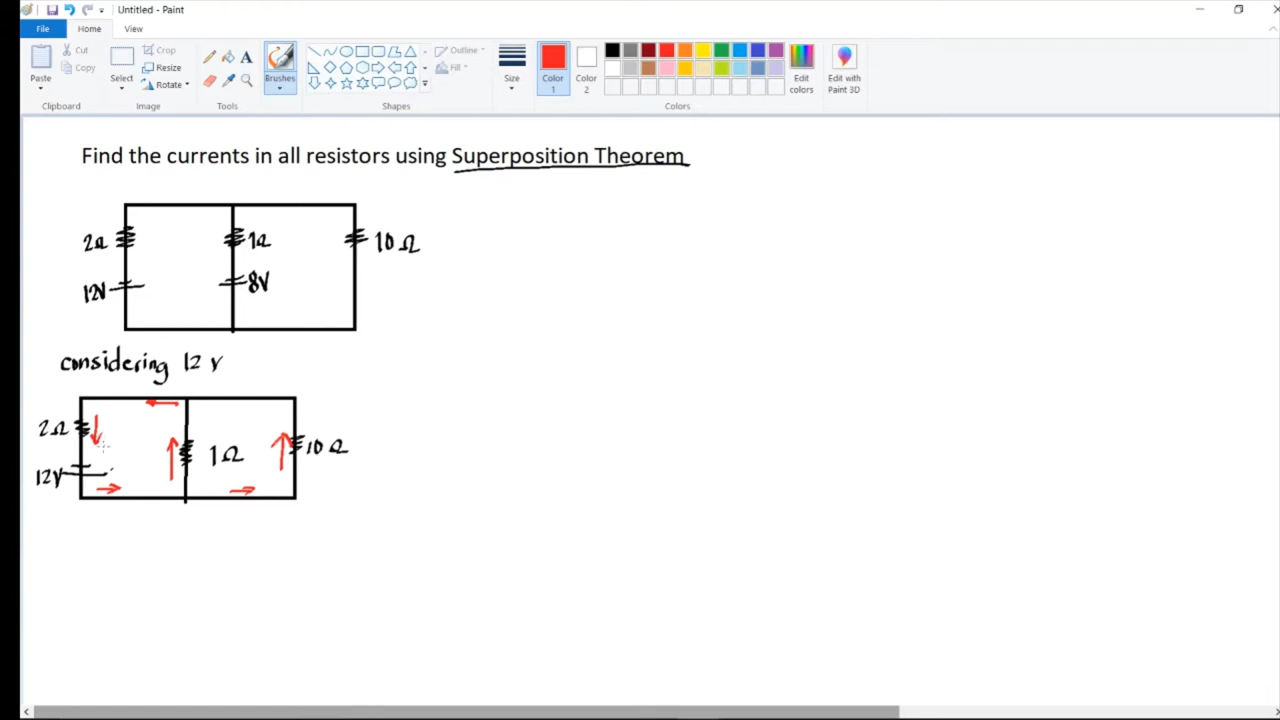 Untitled - Paint
File Home View
Cut
Copy
Paste
Clipboard
Crop
Resize
Rotate
Select
Image
Tools
Brushes
Outline
Fill
Shapes
Size
Color 1
Color 2
Edit colors
Edit with Paint 3D
Colors
Find the currents in all resistors using Superposition Theorem
2Ω 1Ω 10 Ω
12V 8V
considering 12 V
2Ω 1Ω 10 Ω
12V